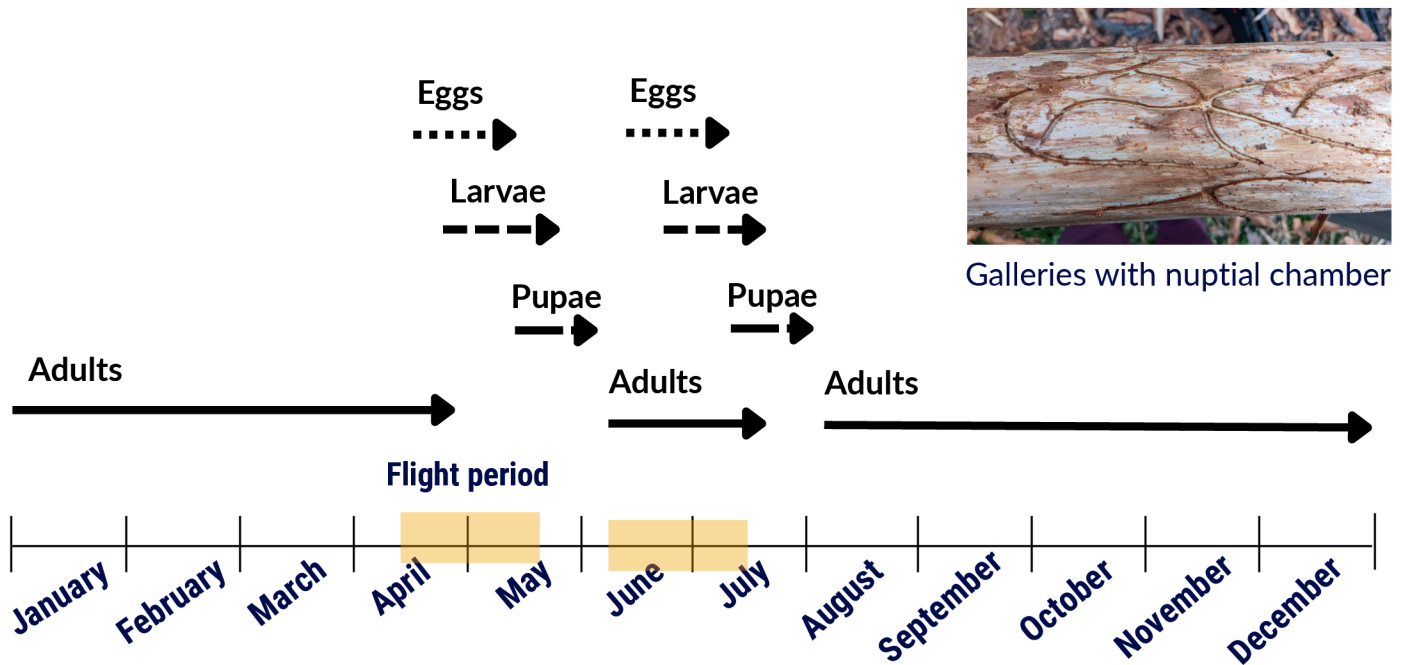 Eggs
Eggs
Larvae
Larvae
Galleries with nuptial chamber
Pupae
Pupae
Adults
Adults
Adults
Flight period
January
February
March
April
May
June
July
August
September
October
November
December